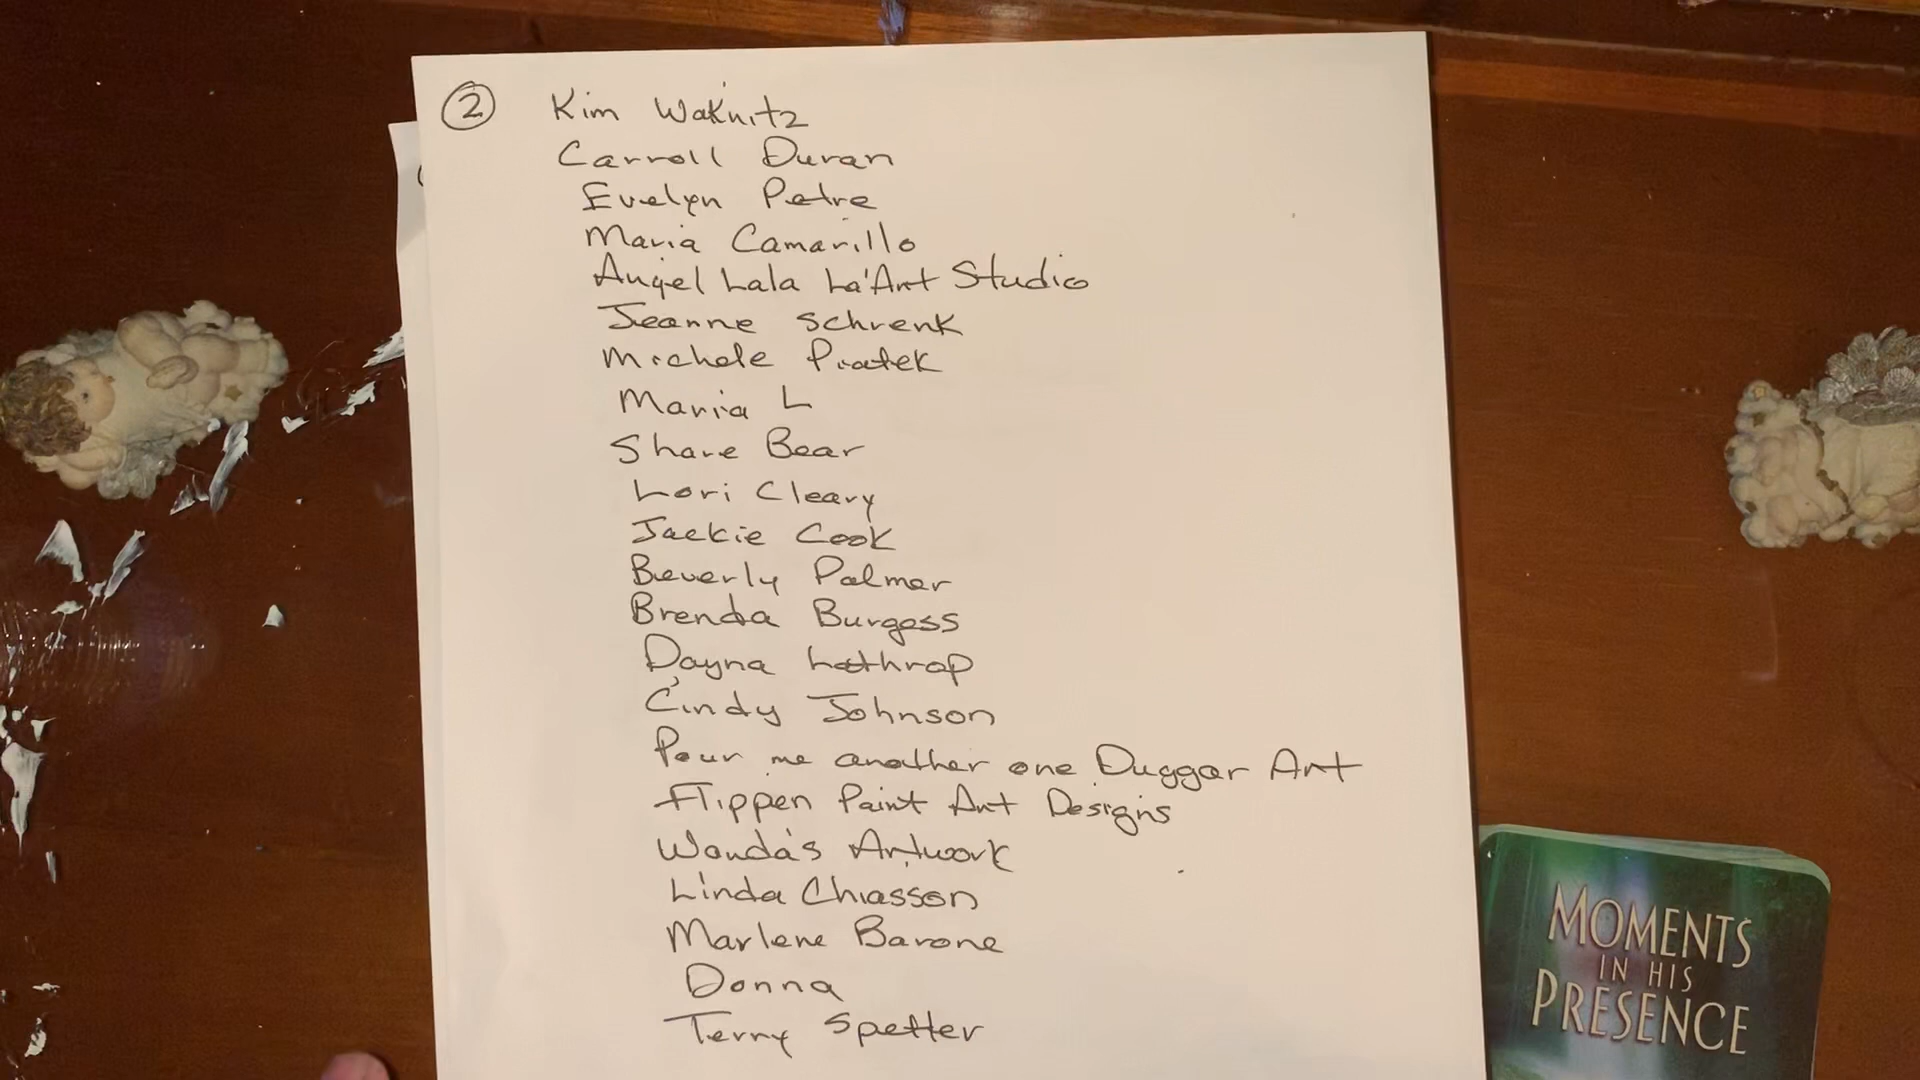 2 Kim Waknitz
Carroll Duran
Evelyn Petre
Maria Camarillo
Angel Lala La'Art Studio
Jeanne Schrenk
Michele Piatek
Maria L
Share Bear
Lori Cleary
Jackie Cook
Beverly Palmer
Brenda Burgess
Dayna Lothrop
Cindy Johnson
Pour me another one Duggar Art
Flippen Paint Art Designs
Wanda's Artwork
Linda Chiasson
Marlene Barone
Donna
Terry Spetter
MOMENTS
IN HIS
PRESENCE